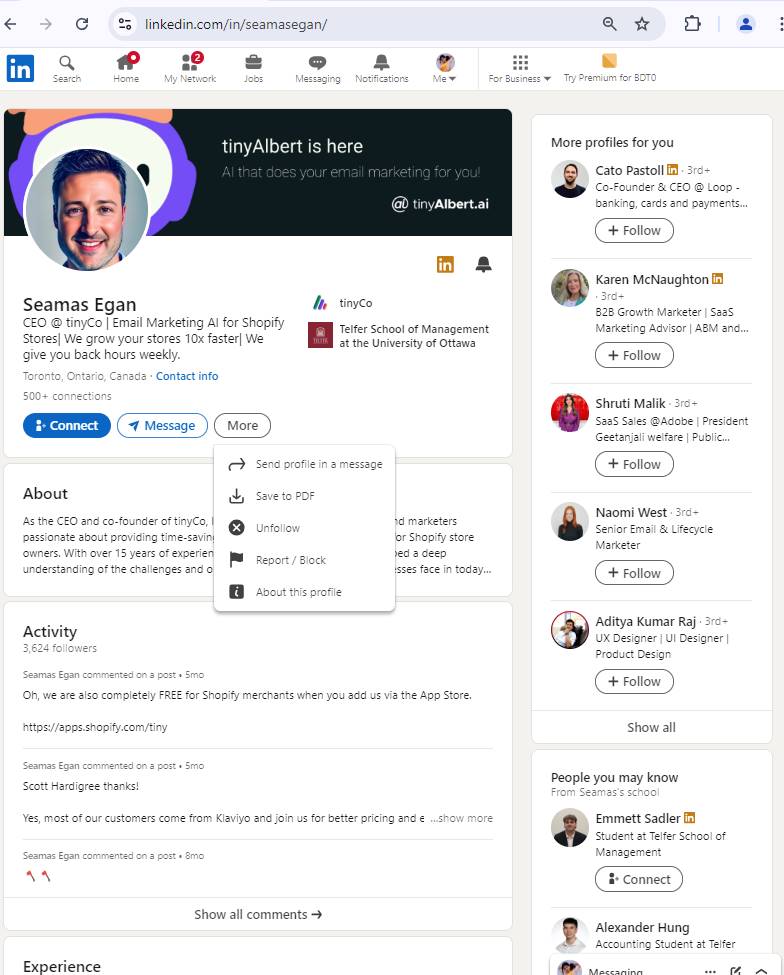 linkedin.com/in/seamasegan/
in
Search
Home
2
My Network
Jobs
Messaging
Notifications
Me
For Business
Try Premium for BDT0
tinyAlbert is here
AI that does your email marketing for you!
@ tinyAlbert.ai
in
Seamas Egan
CEO @ tinyCo | Email Marketing AI for Shopify
Stores| We grow your stores 10x faster| We
give you back hours weekly.
Toronto, Ontario, Canada · Contact info
500+ connections
tinyCo
TELFER
Telfer School of Management
at the University of Ottawa
Connect
Message
More
Send profile in a message
Save to PDF
Unfollow
Report / Block
About this profile
About
As the CEO and co-founder of tinyCo, nd marketers
passionate about providing time-saving for Shopify store
owners. With over 15 years of experien ped a deep
understanding of the challenges and o esses face in today...
Activity
3,624 followers
Seamas Egan commented on a post • 5mo
Oh, we are also completely FREE for Shopify merchants when you add us via the App Store.
https://apps.shopify.com/tiny
Seamas Egan commented on a post • 5mo
Scott Hardigree thanks!
Yes, most of our customers come from Klaviyo and join us for better pricing and e ...show more
Seamas Egan commented on a post • 8mo
Show all comments →
Experience
More profiles for you
Cato Pastoll in · 3rd+
Co-Founder & CEO @ Loop -
banking, cards and payments...
+ Follow
Karen McNaughton in
· 3rd+
B2B Growth Marketer | SaaS
Marketing Advisor | ABM and...
+ Follow
Shruti Malik · 3rd+
SaaS Sales @Adobe | President
Geetanjali welfare | Public...
+ Follow
Naomi West · 3rd+
Senior Email & Lifecycle
Marketer
+ Follow
Aditya Kumar Raj · 3rd+
UX Designer | UI Designer |
Product Design
+ Follow
Show all
People you may know
From Seamas's school
Emmett Sadler in
Student at Telfer School of
Management
Connect
Alexander Hung
Accounting Student at Telfer
Messaging